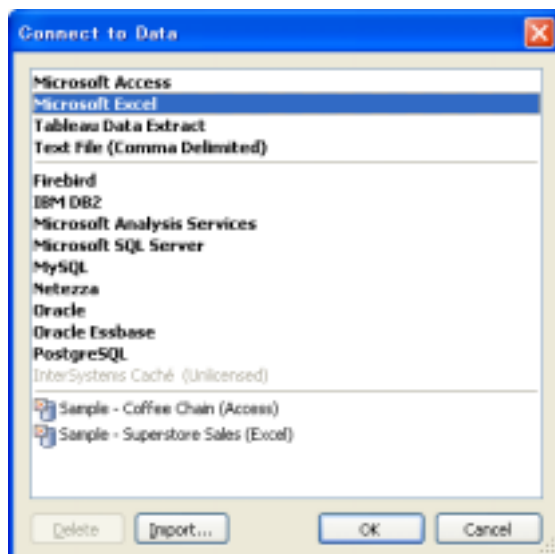 Connect to Data
Microsoft Access
Microsoft Excel
Tableau Data Extract
Text File (Comma Delimited)
Firebird
IBM DB2
Microsoft Analysis Services
Microsoft SQL Server
MySQL
Netezza
Oracle
Oracle Essbase
PostgreSQL
InterSystems Caché (Unlicensed)
Sample - Coffee Chain (Access)
Sample - Superstore Sales (Excel)
Delete Import... OK Cancel